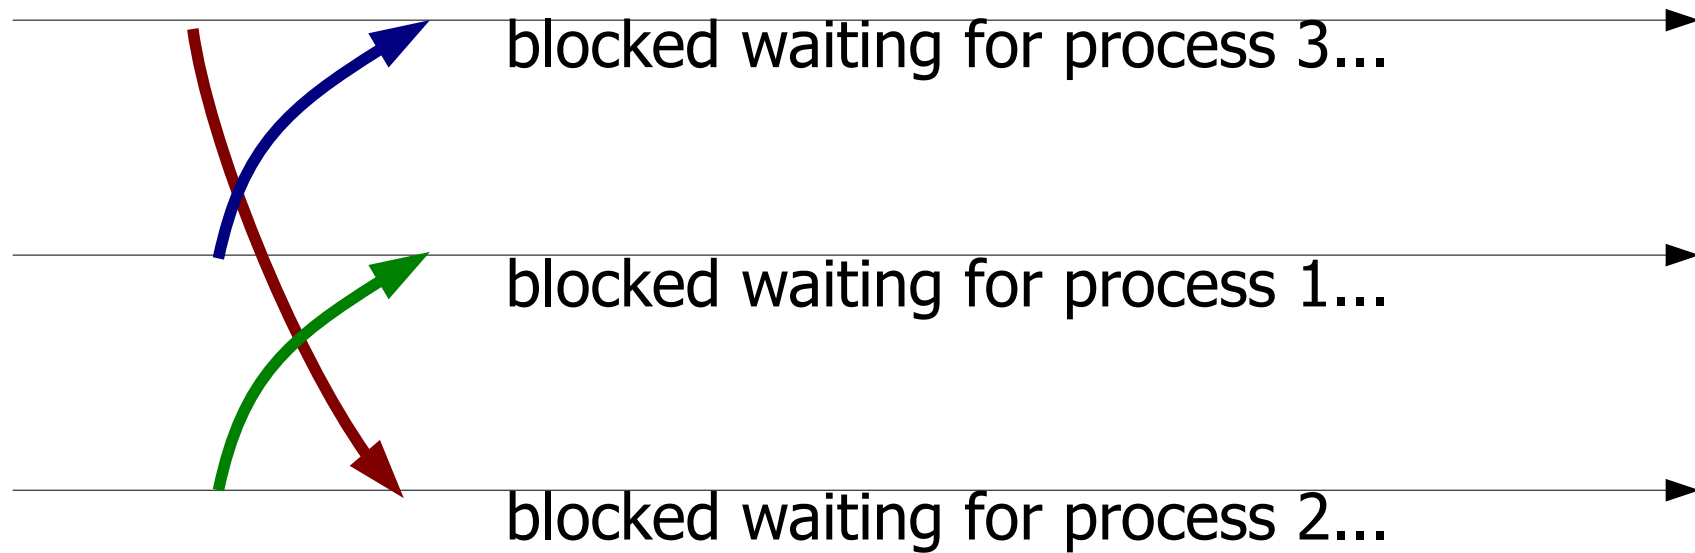 blocked waiting for process 3...
blocked waiting for process 1...
blocked waiting for process 2...